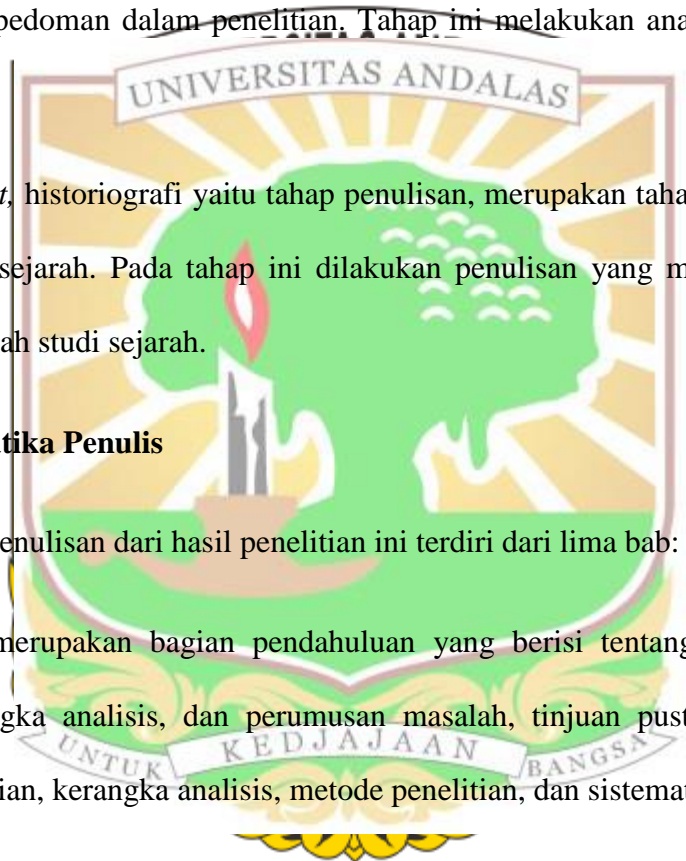 pedoman dalam penelitian. Tahap ini melakukan ana
UNIVERSITAS ANDALAS
t, historiografi yaitu tahap penulisan, merupakan taha
sejarah. Pada tahap ini dilakukan penulisan yang m
ah studi sejarah.
tika Penulis
enulisan dari hasil penelitian ini terdiri dari lima bab:
merupakan bagian pendahuluan yang berisi tentang
gka analisis, dan perumusan masalah, tinjuan pust
UNTUK KEDJAJAAN BANGSA
ian, kerangka analisis, metode penelitian, dan sistemat